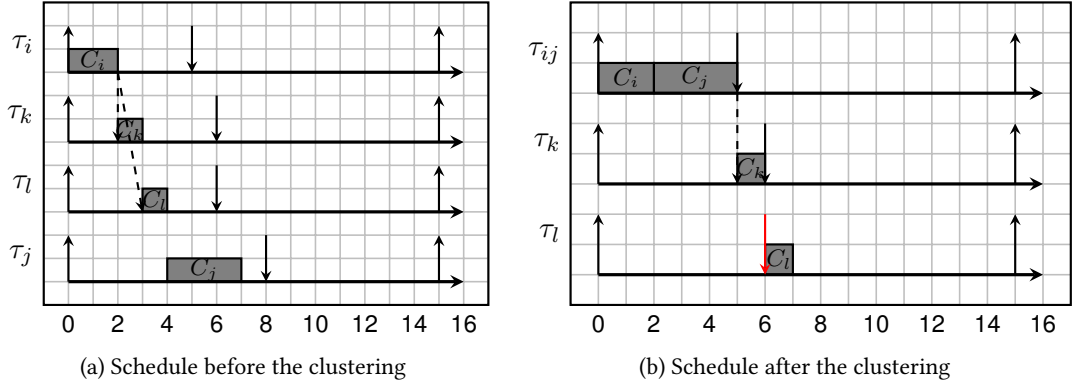 τi
Ci
τk
Ck
τl
Cl
τj
Cj
0 2 4 6 8 10 12 14 16
(a) Schedule before the clustering
τij
Ci Cj
τk
Ck
τl
Cl
0 2 4 6 8 10 12 14 16
(b) Schedule after the clustering